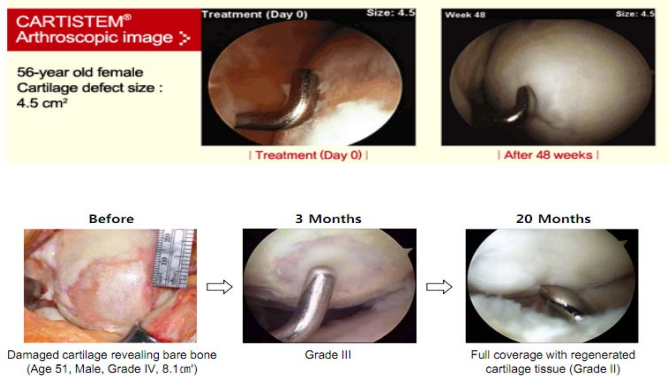 CARTISTEM®
Arthroscopic image
56-year old female
Cartilage defect size :
4.5 cm²
Treatment (Day 0) Size: 4.5
| Treatment (Day 0) |
Week 48 Size: 4.5
| After 48 weeks |
Before
3 Months
20 Months
Damaged cartilage revealing bare bone
(Age 51, Male, Grade IV, 8.1㎠)
Grade III
Full coverage with regenerated
cartilage tissue (Grade II)